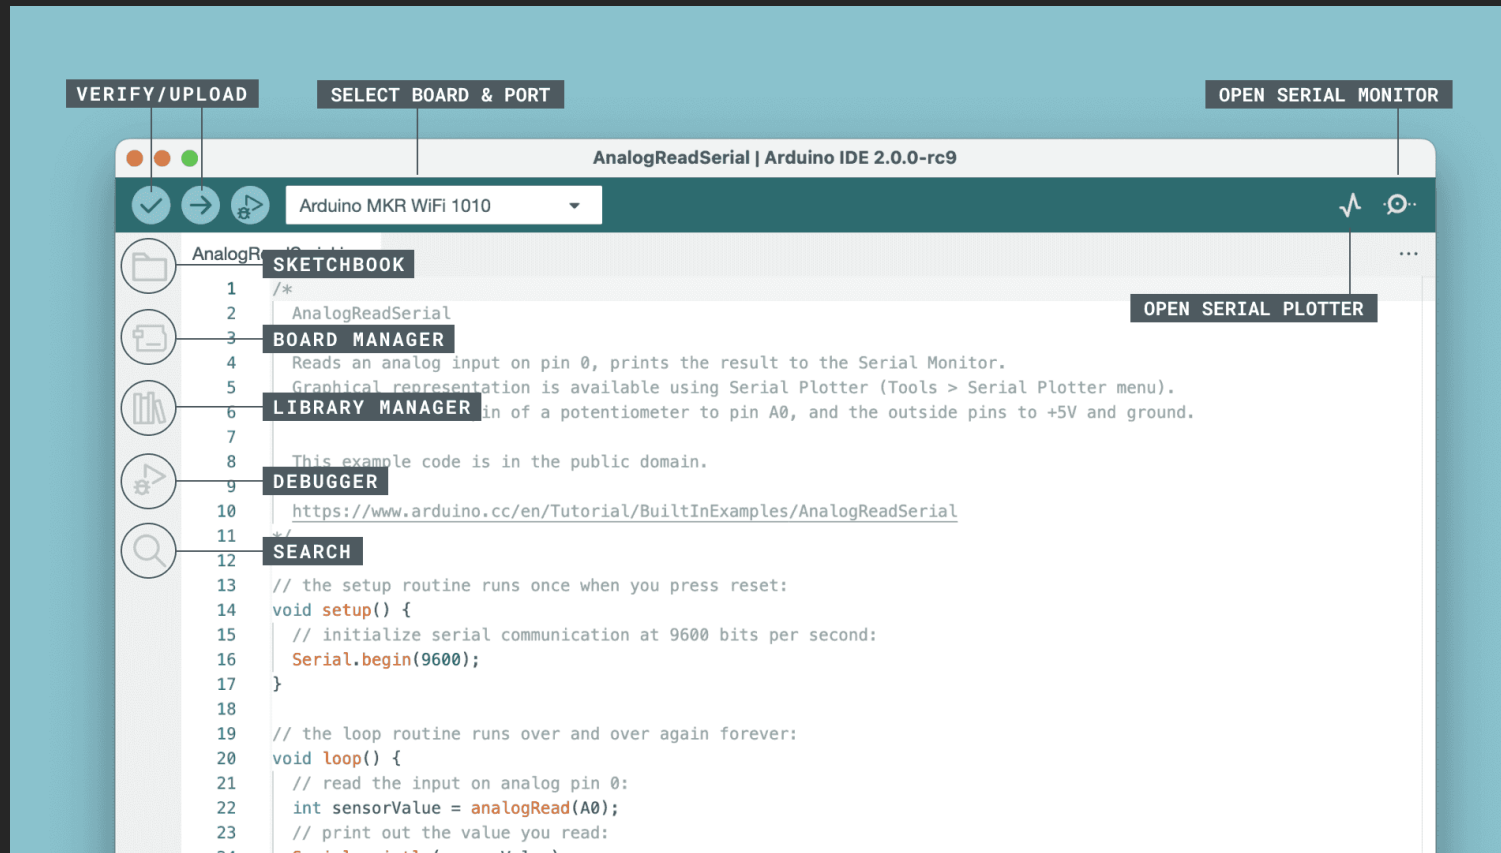 VERIFY/UPLOAD
SELECT BOARD & PORT
OPEN SERIAL MONITOR
AnalogReadSerial | Arduino IDE 2.0.0-rc9
Arduino MKR WiFi 1010
SKETCHBOOK
...
OPEN SERIAL PLOTTER
1 /*
2 AnalogReadSerial
3
BOARD MANAGER
4 Reads an analog input on pin 0, prints the result to the Serial Monitor.
5 Graphical representation is available using Serial Plotter (Tools > Serial Plotter menu).
LIBRARY MANAGER
6 of a potentiometer to pin A0, and the outside pins to +5V and ground.
7
8 This example code is in the public domain.
DEBUGGER
9
10 https://www.arduino.cc/en/Tutorial/BuiltInExamples/AnalogReadSerial
11 */
SEARCH
12
13 // the setup routine runs once when you press reset:
14 void setup() {
15 // initialize serial communication at 9600 bits per second:
16 Serial.begin(9600);
17 }
18
19 // the loop routine runs over and over again forever:
20 void loop() {
21 // read the input on analog pin 0:
22 int sensorValue = analogRead(A0);
23 // print out the value you read: